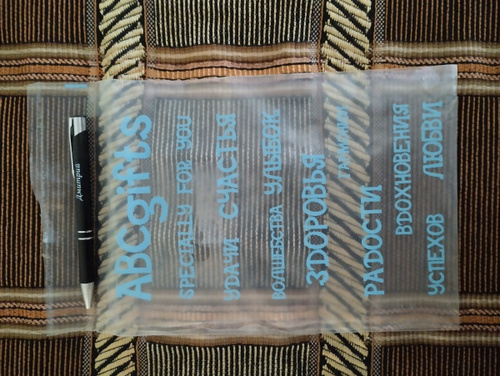 Дмитрий
ABCgifts
SPECIALLY FOR YOU
УДАЧИ СЧАСТЬЯ
ВОЛШЕБСТВА УЛЫБОК
ЗДОРОВЬЯ
ГАРМОНИИ
РАДОСТИ
ВДОХНОВЕНИЯ
УСПЕХОВ ЛЮБВИ